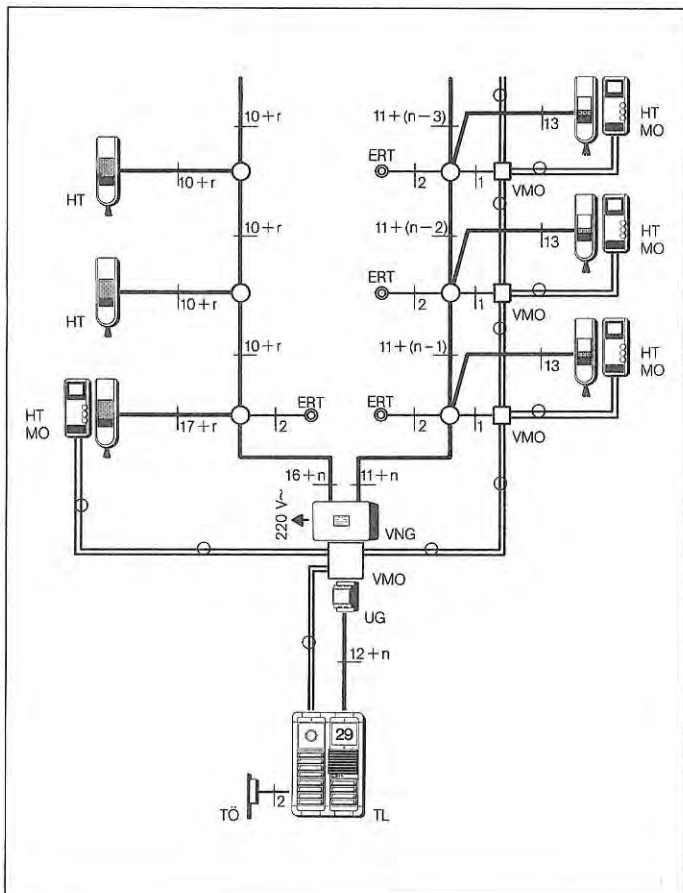 10+r
11+(n−3)
13
HT
MO
ERT
HT
10+r
2
1
VMO
10+r
11+(n−2)
13
HT
MO
ERT
HT
10+r
2
1
VMO
10+r
11+(n−1)
13
HT
MO
ERT
ERT
HT
MO
17+r
2
2
1
VMO
16+n
11+n
220 V~
VNG
VMO
UG
12+n
29
TÖ
2
TL